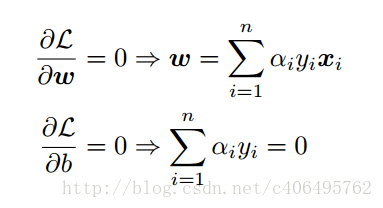 ∂ℒ/∂𝒘 = 0 ⇒ 𝒘 = ∑_{i=1}^{n} α_i y_i 𝒙_i
∂ℒ/∂b = 0 ⇒ ∑_{i=1}^{n} α_i y_i = 0
http://blog.csdn.net/c406495762